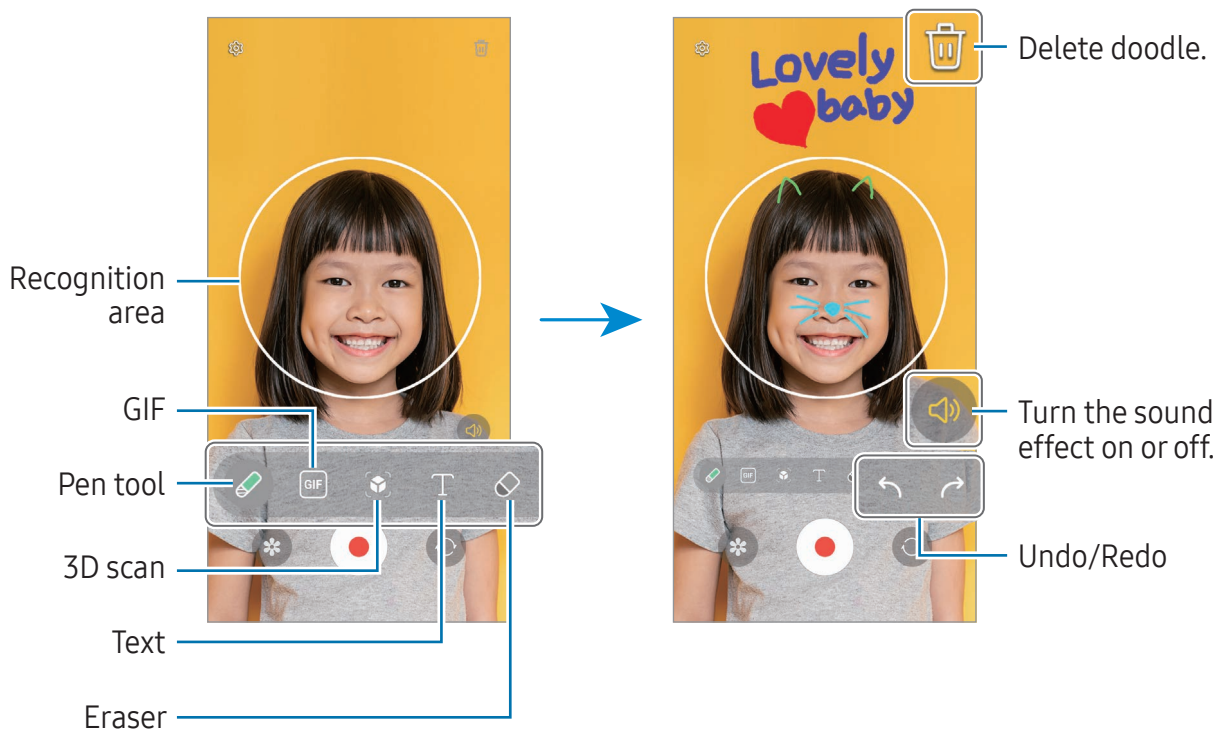 Lovely
baby
Delete doodle.
Recognition
area
GIF
Pen tool
3D scan
Text
Eraser
GIF
T
GIF
T
Turn the sound
effect on or off.
Undo/Redo